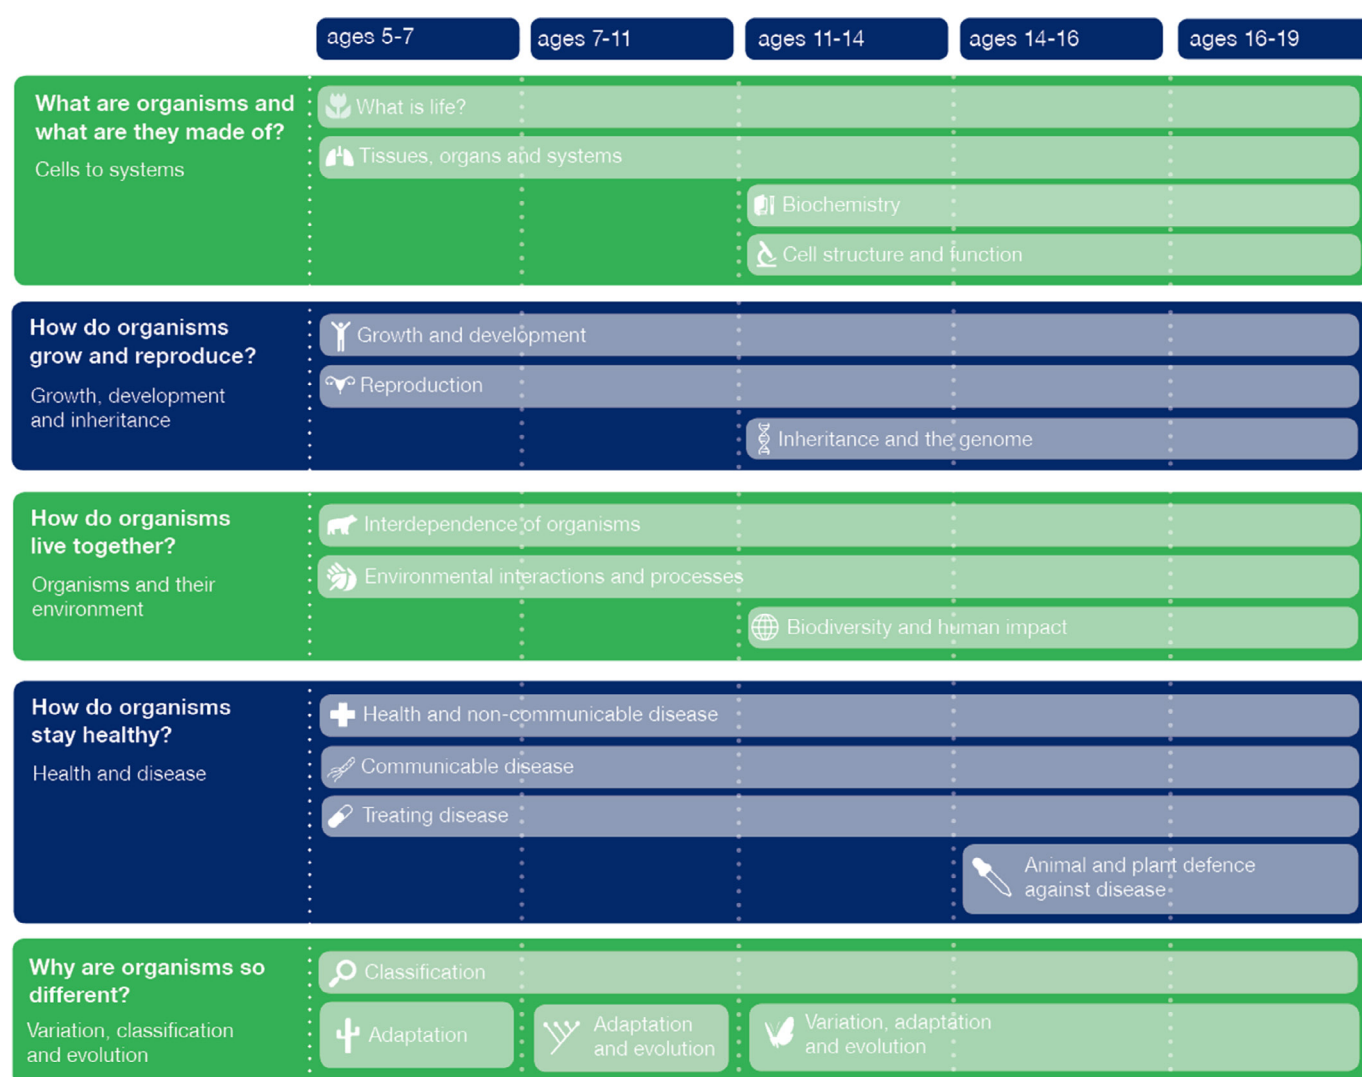 ages 5-7
ages 7-11
ages 11-14
ages 14-16
ages 16-19
What are organisms and
what are they made of?
Cells to systems
What is life?
Tissues, organs and systems
Biochemistry
Cell structure and function
How do organisms
grow and reproduce?
Growth, development
and inheritance
Growth and development
Reproduction
Inheritance and the genome
How do organisms
live together?
Organisms and their
environment
Interdependence of organisms
Environmental interactions and processes
Biodiversity and human impact
How do organisms
stay healthy?
Health and disease
Health and non-communicable disease
Communicable disease
Treating disease
Animal and plant defence
against disease
Why are organisms so
different?
Variation, classification
and evolution
Classification
Adaptation
Adaptation
and evolution
Variation, adaptation
and evolution